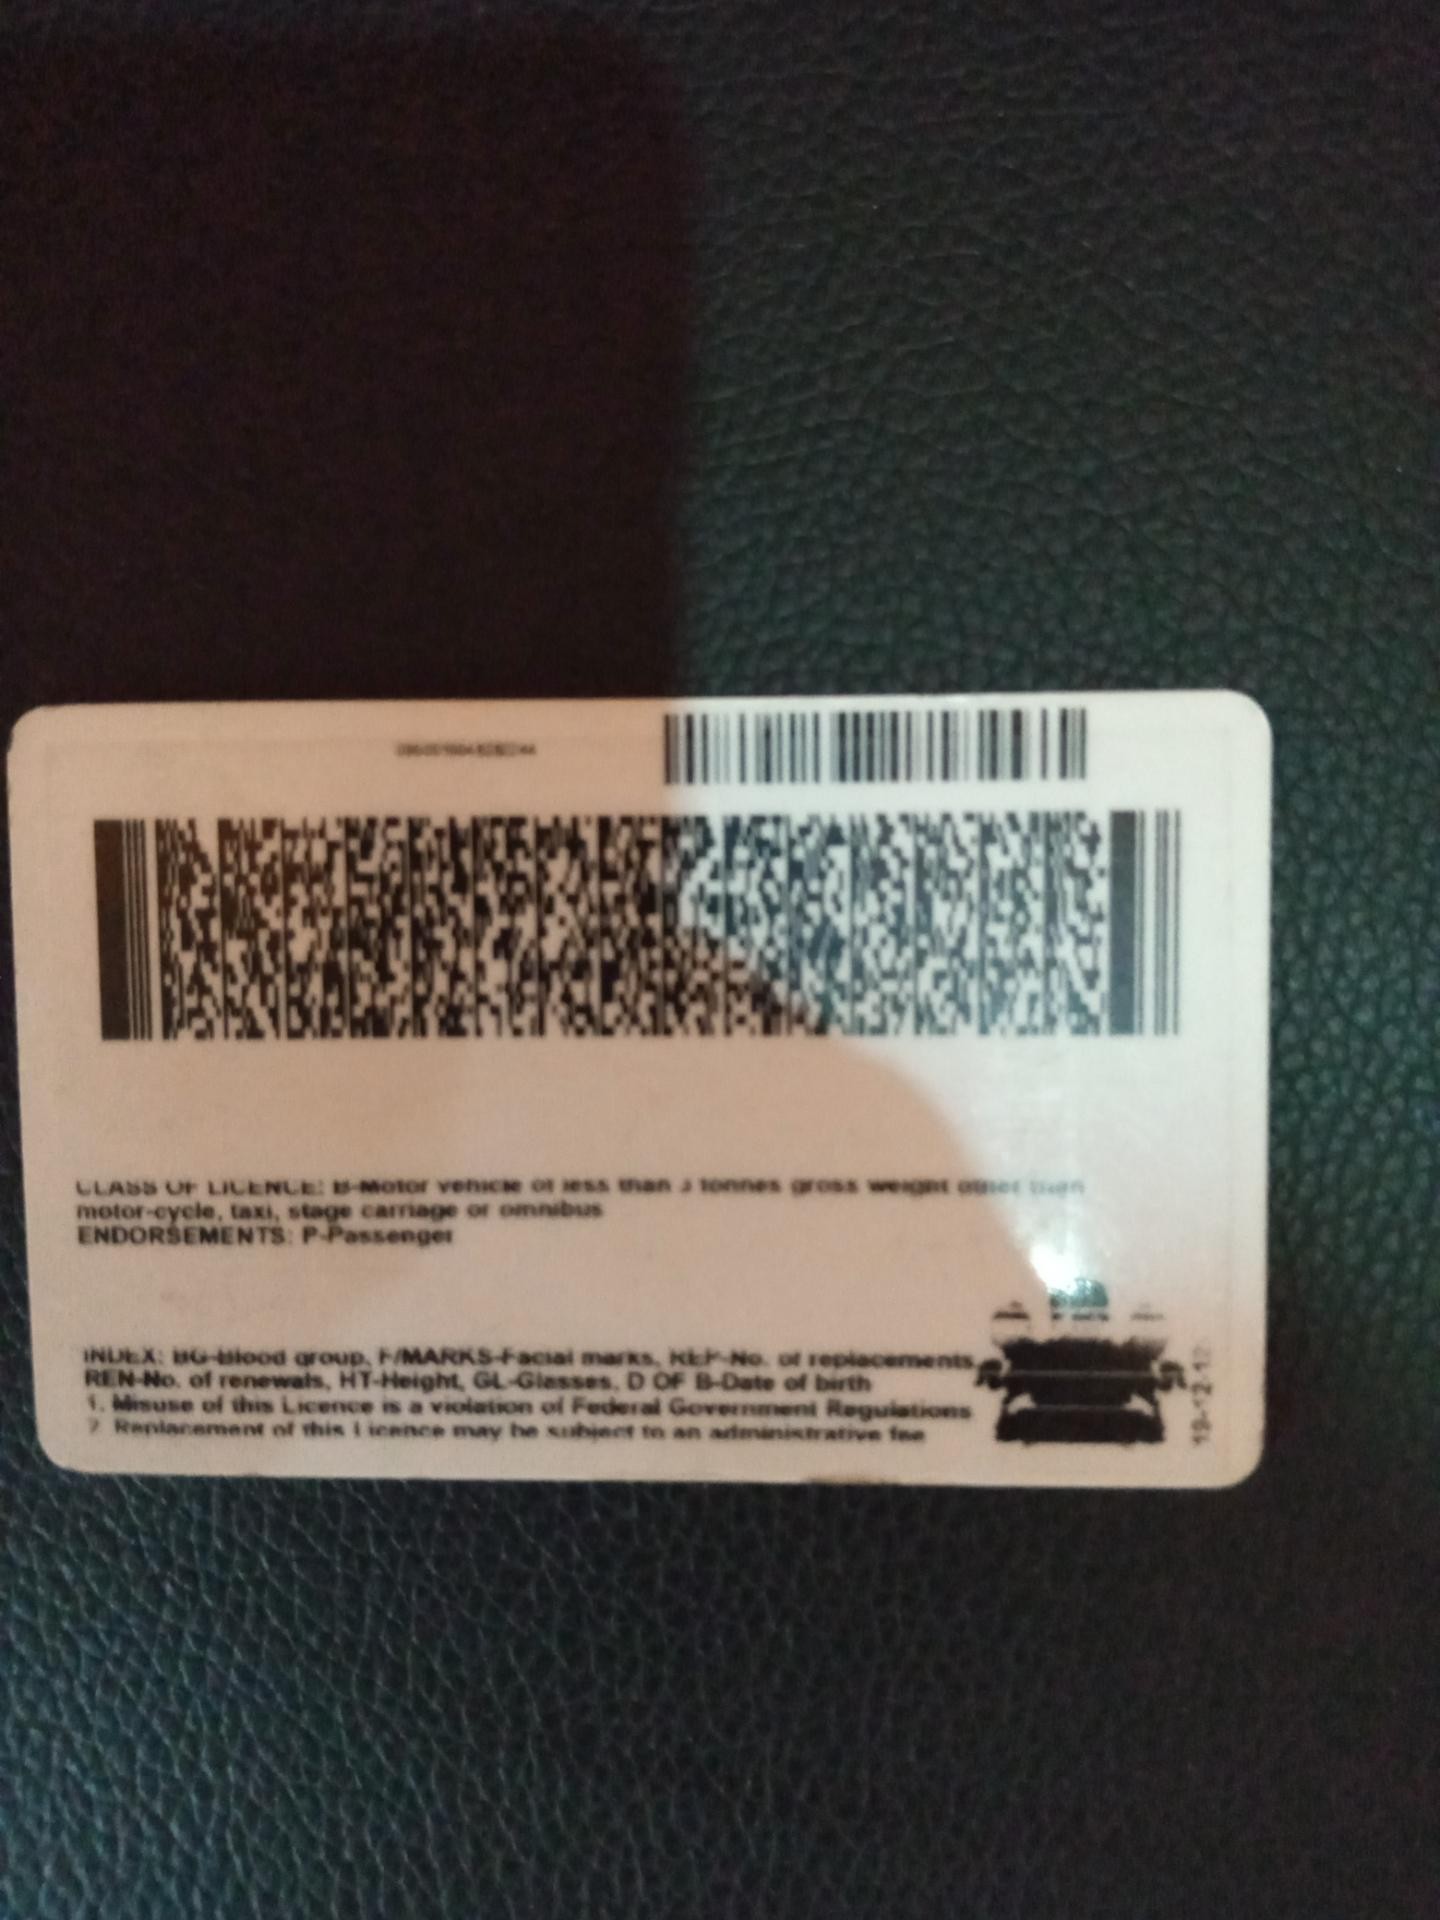 CLASS OF LICENCE: B-Motor vehicle of less than 3 tonnes gross weight other than
motor-cycle, taxi, stage carriage or omnibus
ENDORSEMENTS: P-Passenger
INDEX: BG-Blood group, F/MARKS-Facial marks, REP-No. of replacements,
REN-No. of renewals, HT-Height, GL-Glasses, D OF B-Date of birth
1. Misuse of this Licence is a violation of Federal Government Regulations
2. Replacement of this Licence may be subject to an administrative fee
19-12-12